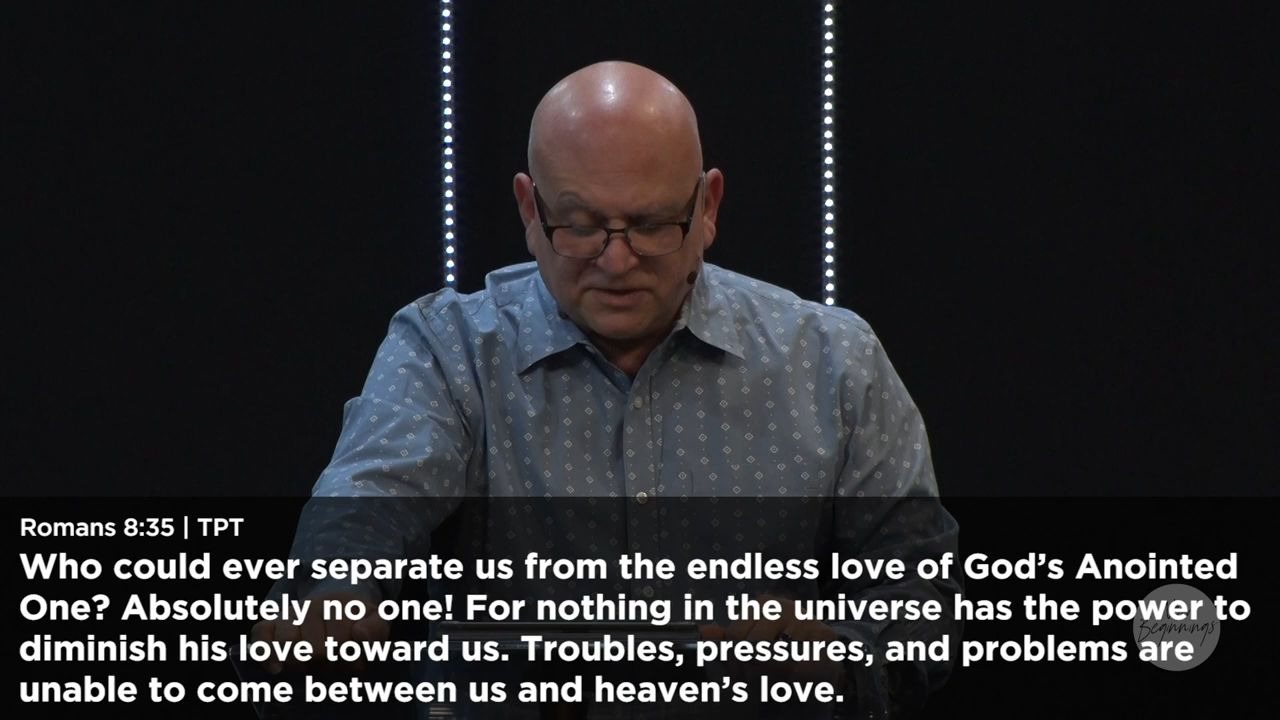 Romans 8:35 | TPT
Who could ever separate us from the endless love of God’s Anointed
One? Absolutely no one! For nothing in the universe has the power to
diminish his love toward us. Troubles, pressures, and problems are
unable to come between us and heaven’s love.
Beginnings